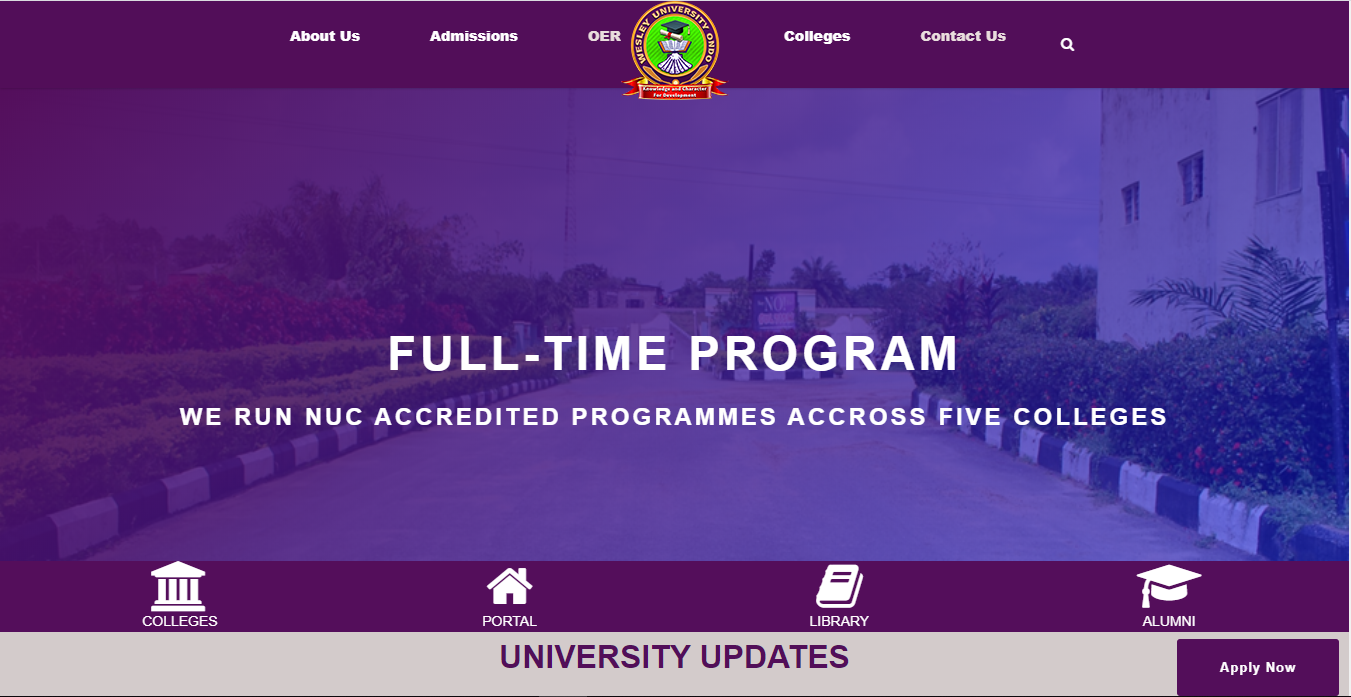 About Us
Admissions
OER
WESLEY UNIVERSITY ONDO
Knowledge and Character
For Development
Colleges
Contact Us
NO
FULL-TIME PROGRAM
WE RUN NUC ACCREDITED PROGRAMMES ACCROSS FIVE COLLEGES
COLLEGES
PORTAL
LIBRARY
ALUMNI
UNIVERSITY UPDATES
Apply Now